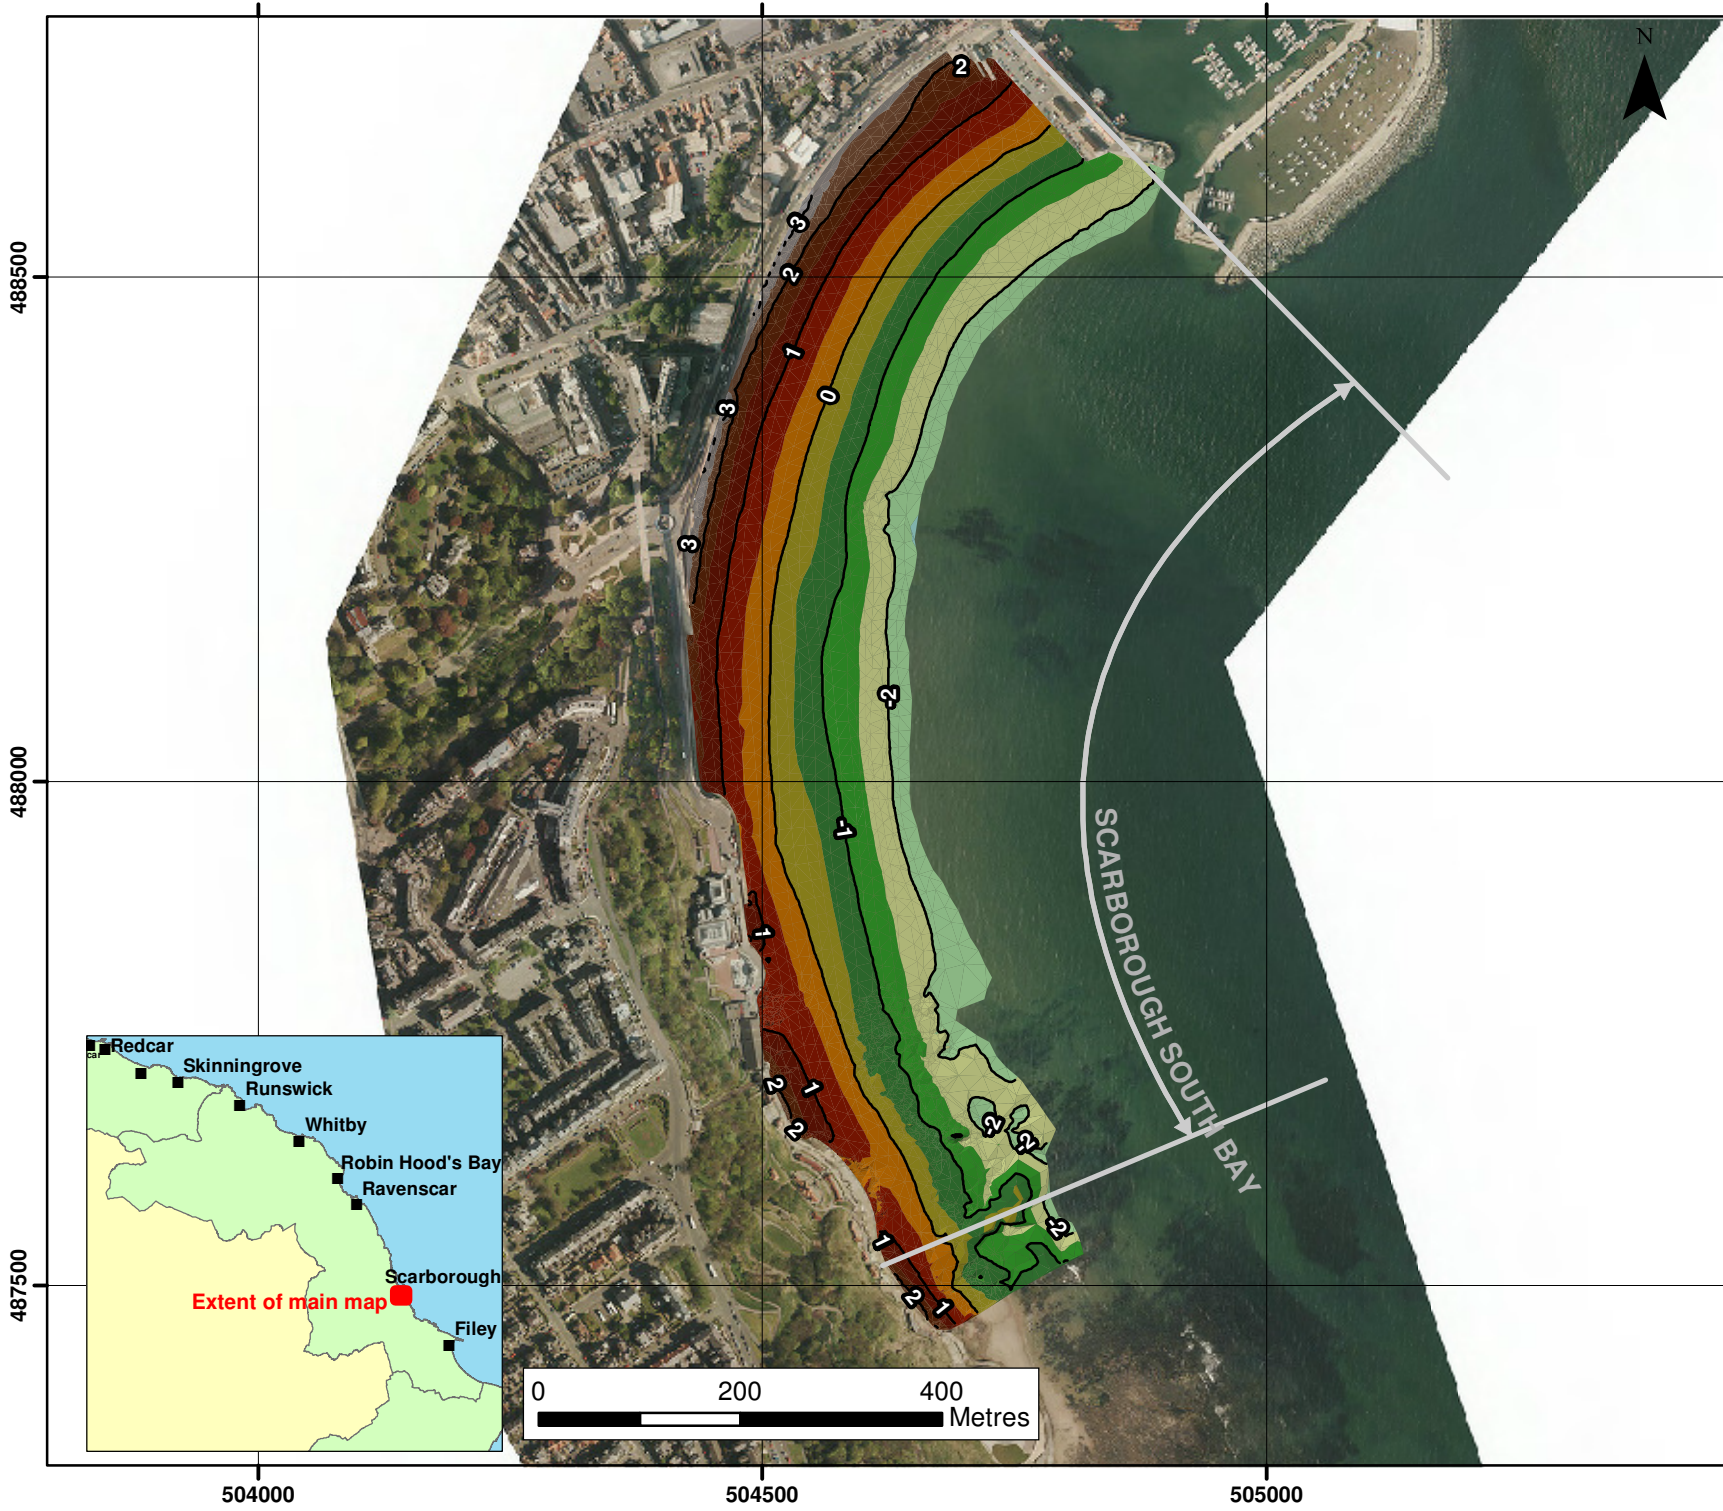 N
2
3
2
1
0
3
3
-2
-1
1
2
1
2
-2
-2
-2
1
2
1
488500
488000
487500
SCARBOROUGH SOUTH BAY
car
Redcar
Skinningrove
Runswick
Whitby
Robin Hood's Bay
Ravenscar
Scarborough
Extent of main map
Filey
0 200 400
Metres
504000 504500 505000